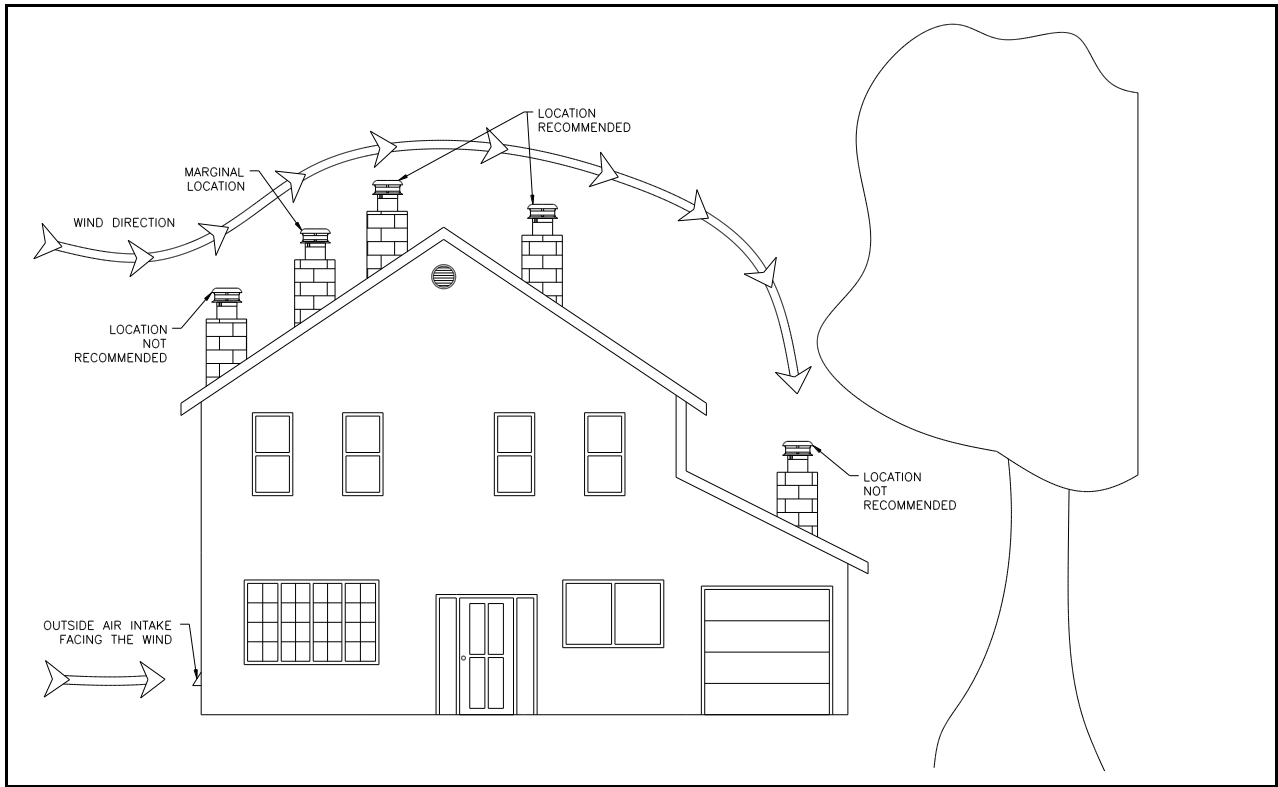 LOCATION
RECOMMENDED
MARGINAL
LOCATION
WIND DIRECTION
LOCATION
NOT
RECOMMENDED
LOCATION
NOT
RECOMMENDED
OUTSIDE AIR INTAKE
FACING THE WIND